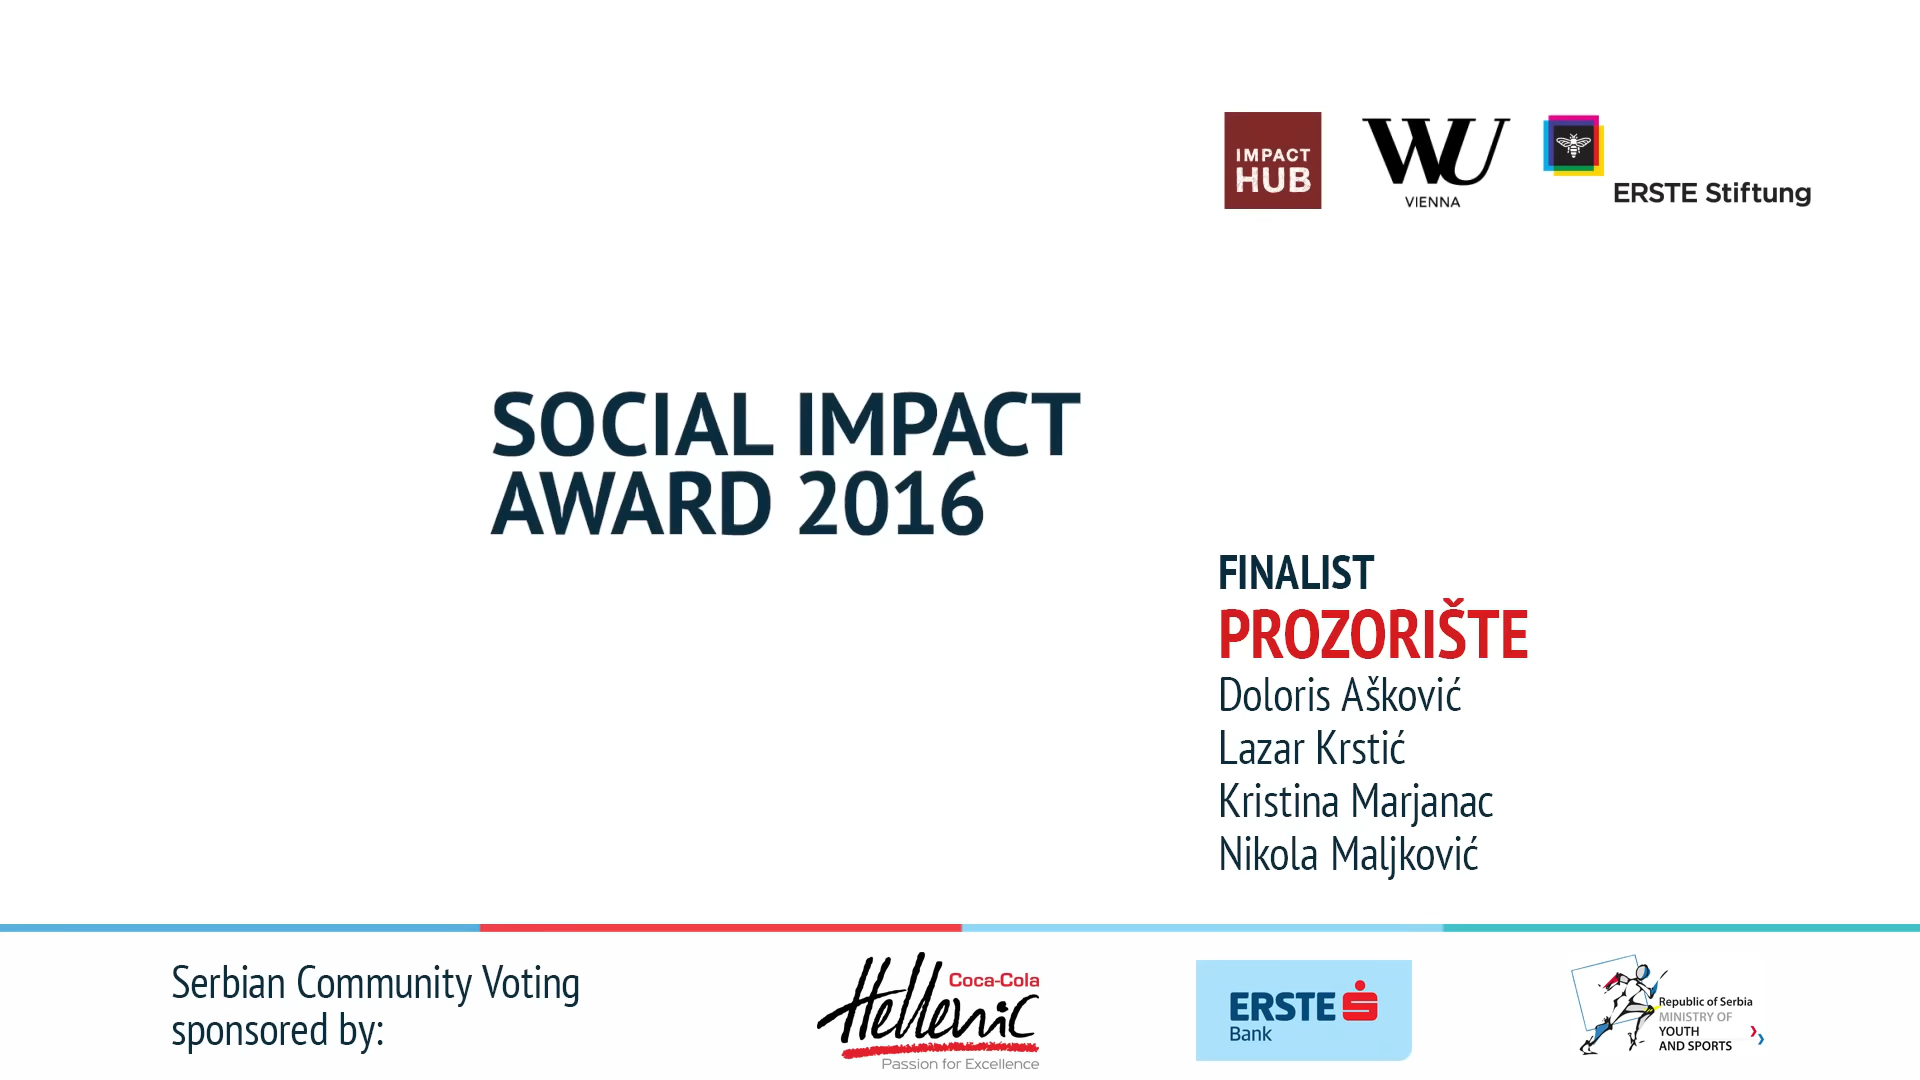 IMPACT
HUB
WU
VIENNA
ERSTE Stiftung
SOCIAL IMPACT
AWARD 2016
FINALIST
PROZORIŠTE
Doloris Ašković
Lazar Krstić
Kristina Marjanac
Nikola Maljković
Serbian Community Voting
sponsored by:
Coca-Cola
Hellenic
Passion for Excellence
ERSTE
Bank
Republic of Serbia
MINISTRY OF
YOUTH
AND SPORTS